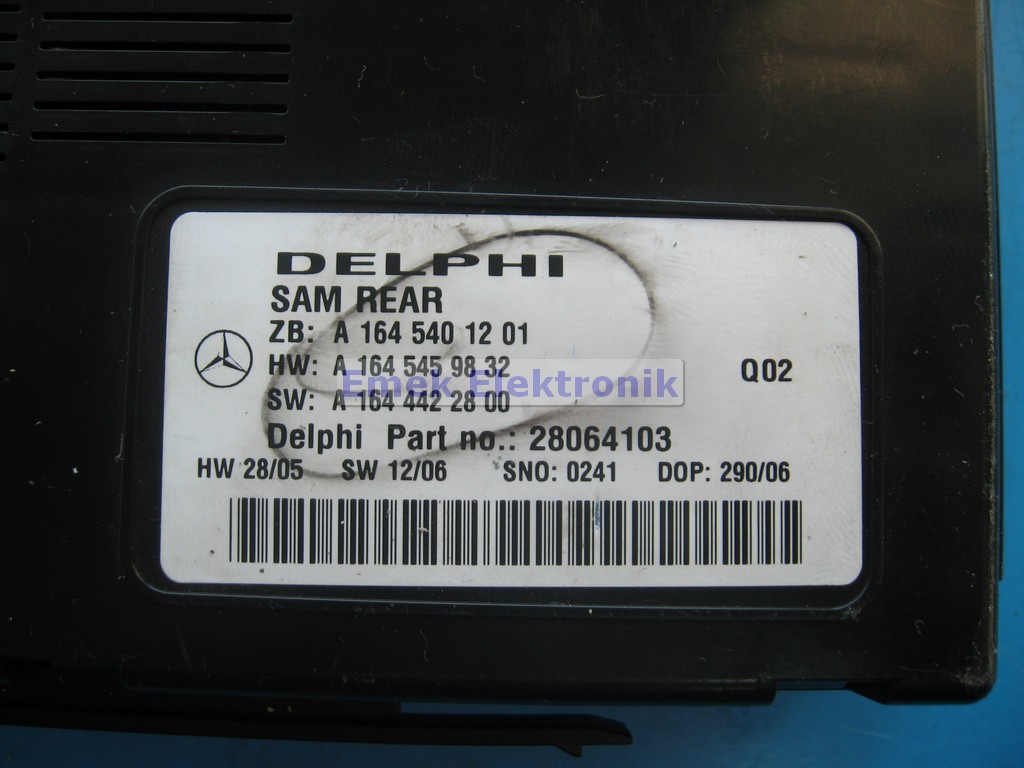 DELPHI
SAM REAR
ZB: A 164 540 12 01
HW: A 164 545 98 32
Q02
Emek Elektronik
SW: A 164 442 28 00
Delphi Part no.: 28064103
HW 28/05 SW 12/06 SNO: 0241 DOP: 290/06